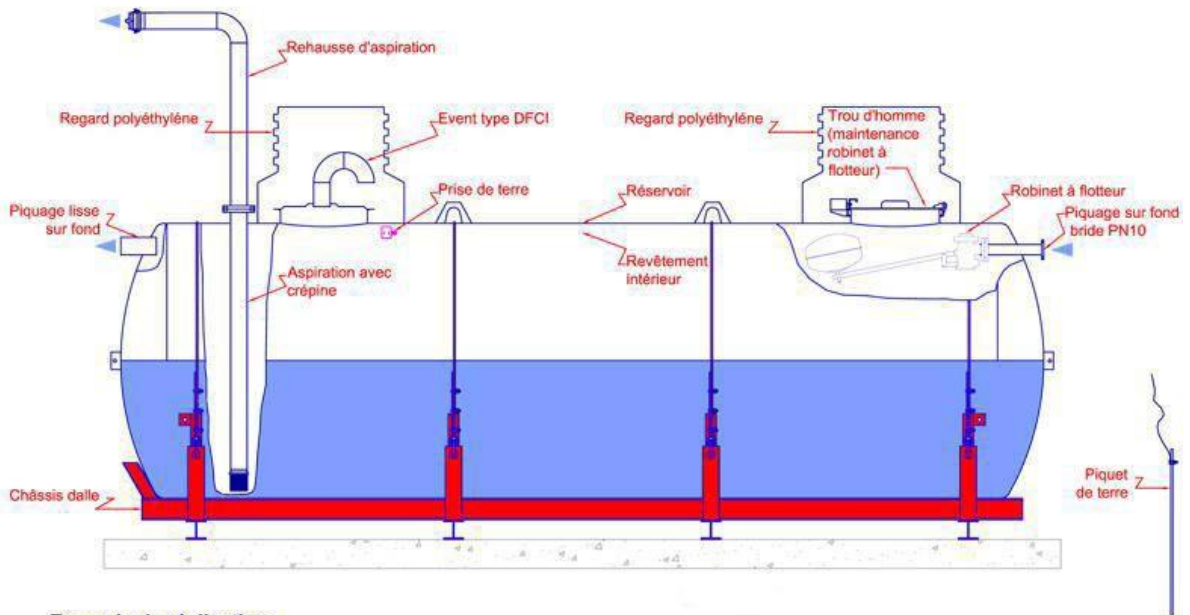 Rehausse d'aspiration
Regard polyéthyléne
Event type DFCI
Regard polyéthyléne
Trou d'homme
(maintenance
robinet à
flotteur)
Prise de terre
Réservoir
Robinet à flotteur
Piquage lisse
sur fond
Piquage sur fond
bride PN10
Aspiration avec
crépine
Revêtement
intérieur
Châssis dalle
Piquet
de terre